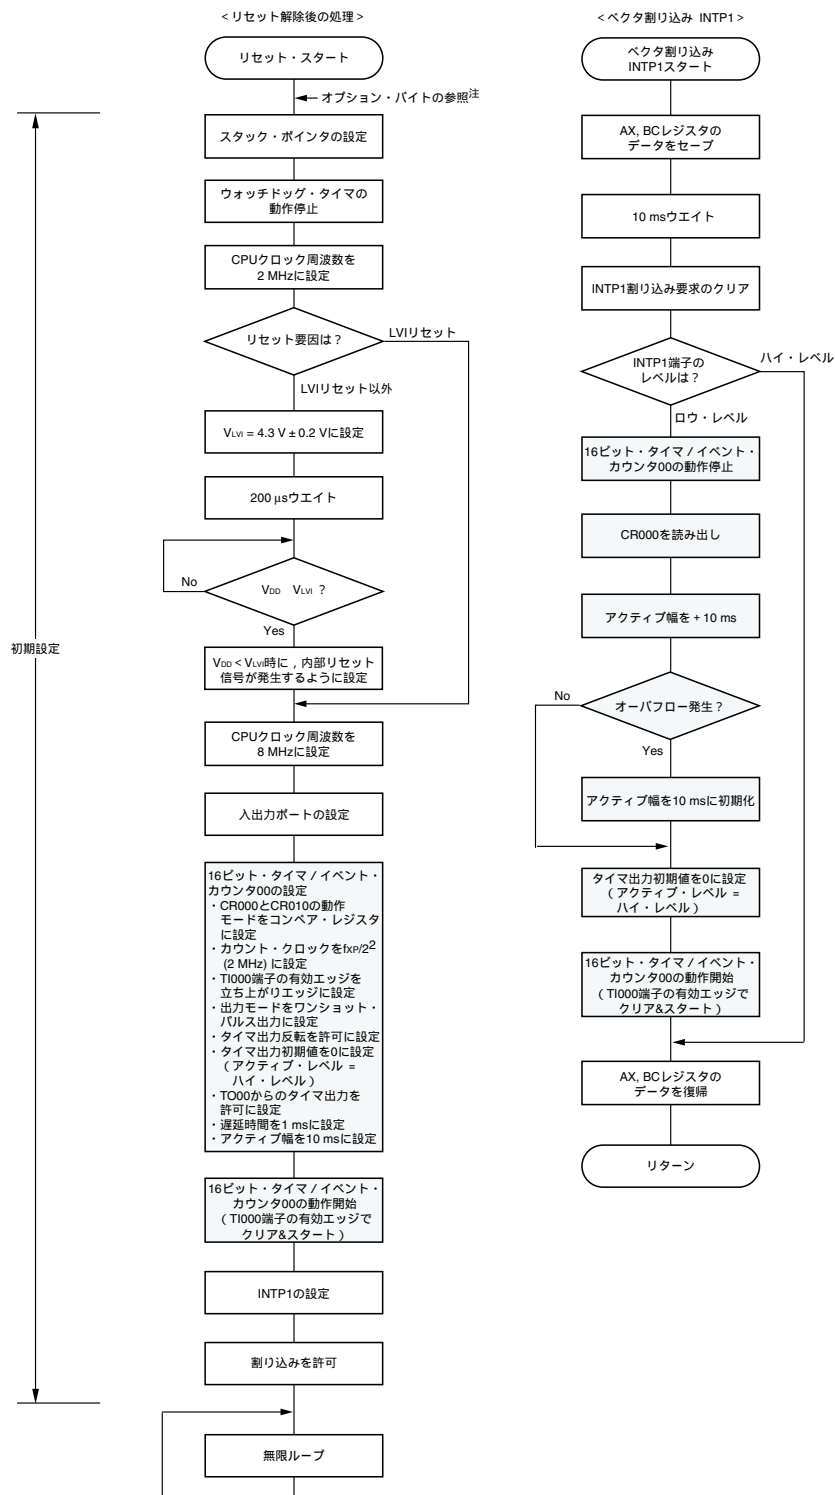 ＜リセット解除後の処理＞
リセット・スタート
オプション・バイトの参照注
初期設定
スタック・ポインタの設定
ウォッチドッグ・タイマの
動作停止
CPUクロック周波数を
2 MHzに設定
リセット要因は？
LVIリセット
LVIリセット以外
VLVI = 4.3 V ± 0.2 Vに設定
200 μsウエイト
No
VDD VLVI ？
Yes
VDD < VLVI時に，内部リセット
信号が発生するように設定
CPUクロック周波数を
8 MHzに設定
入出力ポートの設定
16ビット・タイマ / イベント・
カウンタ00の設定
・CR000とCR010の動作
モードをコンペア・レジスタ
に設定
・カウント・クロックをfXP/2²
(2 MHz) に設定
・TI000端子の有効エッジを
立ち上がりエッジに設定
・出力モードをワンショット・
パルス出力に設定
・タイマ出力反転を許可に設定
・タイマ出力初期値を0に設定
（アクティブ・レベル =
ハイ・レベル）
・TO00からのタイマ出力を
許可に設定
・遅延時間を1 msに設定
・アクティブ幅を10 msに設定
16ビット・タイマ / イベント・
カウンタ00の動作開始
（TI000端子の有効エッジで
クリア&スタート）
INTP1の設定
割り込みを許可
無限ループ
＜ベクタ割り込み INTP1＞
ベクタ割り込み
INTP1スタート
AX, BCレジスタの
データをセーブ
10 msウエイト
INTP1割り込み要求のクリア
INTP1端子の
レベルは？
ハイ・レベル
ロウ・レベル
16ビット・タイマ / イベント・
カウンタ00の動作停止
CR000を読み出し
アクティブ幅を + 10 ms
No
オーバフロー発生？
Yes
アクティブ幅を10 msに初期化
タイマ出力初期値を0に設定
（アクティブ・レベル =
ハイ・レベル）
16ビット・タイマ / イベント・
カウンタ00の動作開始
（TI000端子の有効エッジで
クリア&スタート）
AX, BCレジスタの
データを復帰
リターン